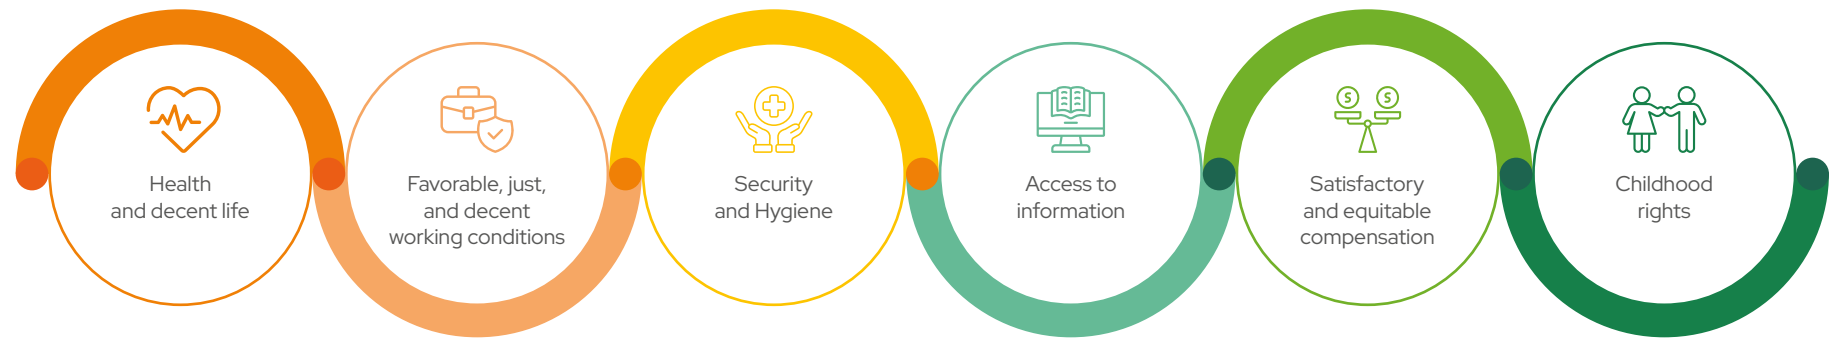 Health
and decent life
Favorable, just,
and decent
working conditions
Security
and Hygiene
Access to
information
S S
Satisfactory
and equitable
compensation
Childhood
rights